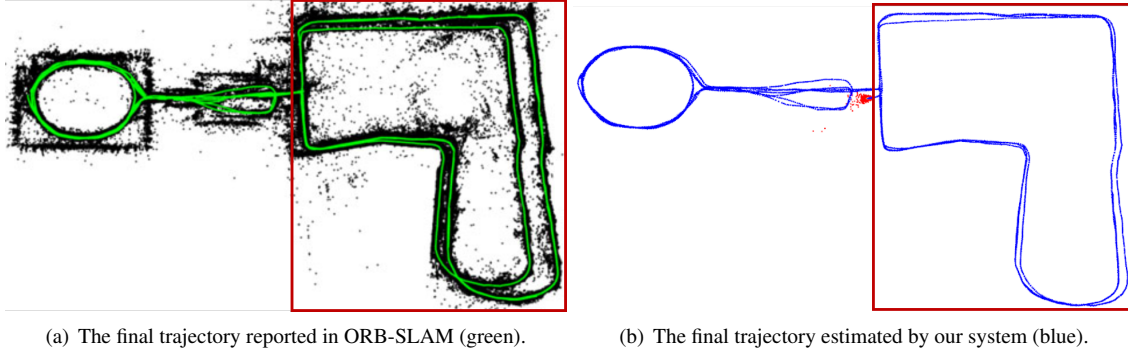 (a) The final trajectory reported in ORB-SLAM (green).
(b) The final trajectory estimated by our system (blue).